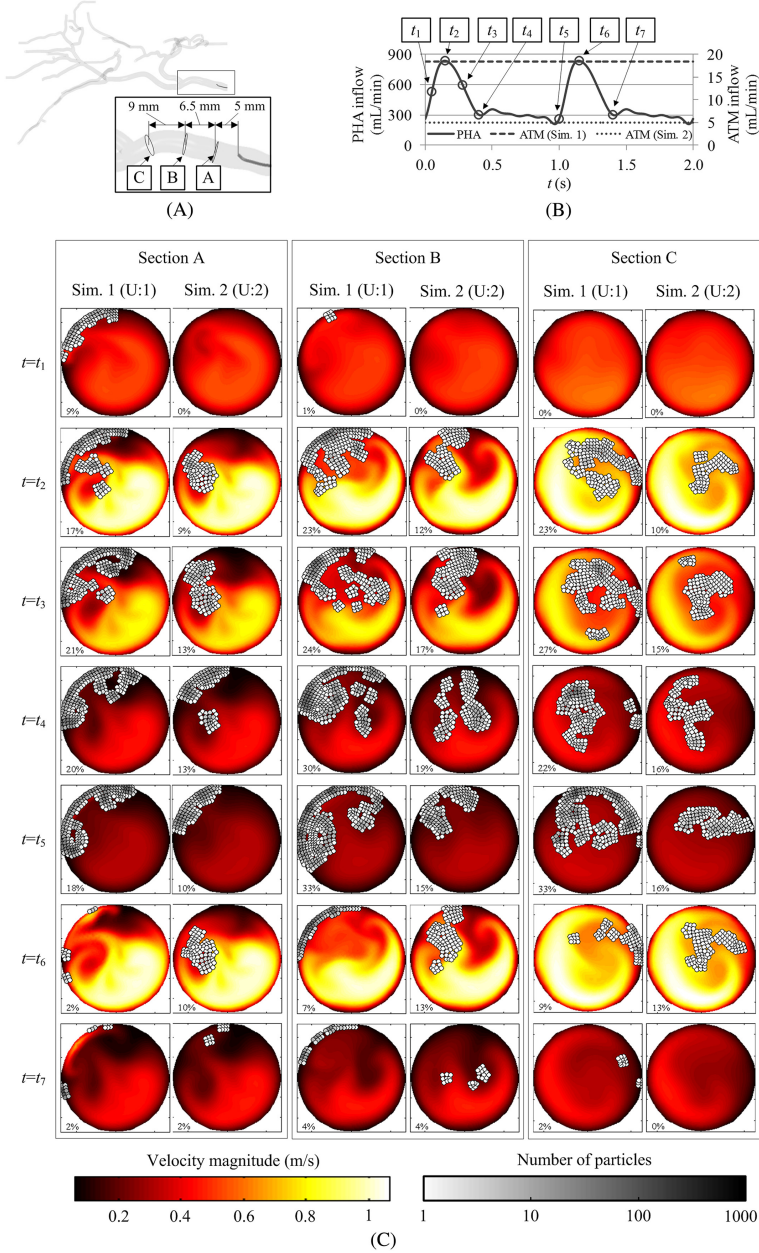 9 mm
6.5 mm
5 mm
C
B
A
(A)
t1 t2 t3 t4 t5 t6 t7
900
600
300
0
PHA inflow
(mL/min)
20
15
10
5
0
ATM inflow
(mL/min)
PHA
ATM (Sim. 1)
ATM (Sim. 2)
0.0 0.5 1.0 1.5 2.0
t (s)
(B)
Section A Section B Section C
Sim. 1 (U:1) Sim. 2 (U:2) Sim. 1 (U:1) Sim. 2 (U:2) Sim. 1 (U:1) Sim. 2 (U:2)
t=t1
9% 0% 1% 0% 0% 0%
t=t2
17% 9% 23% 12% 23% 10%
t=t3
21% 13% 24% 17% 27% 15%
t=t4
20% 13% 30% 19% 22% 16%
t=t5
18% 10% 33% 15% 33% 16%
t=t6
2% 10% 7% 13% 9% 13%
t=t7
2% 2% 4% 4% 2% 0%
Velocity magnitude (m/s)
0.2 0.4 0.6 0.8 1
Number of particles
1 10 100 1000
(C)